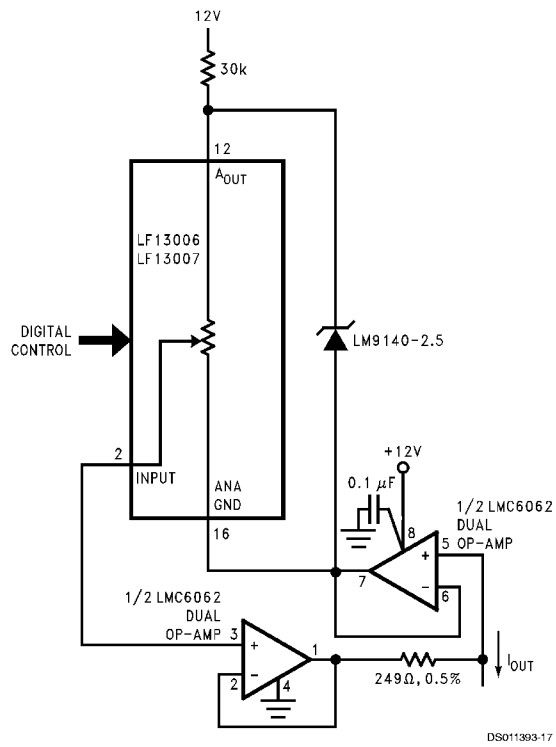 12V
30k
12
A_OUT
LF13006
LF13007
DIGITAL
CONTROL
LM9140-2.5
2
INPUT
ANA
GND
16
+12V
0.1 μF
8
1/2 LMC6062
DUAL
OP-AMP
5
+
7
−
6
1/2 LMC6062
DUAL
OP-AMP
3
+
1
2
−
4
249Ω, 0.5%
I_OUT
DS011393-17